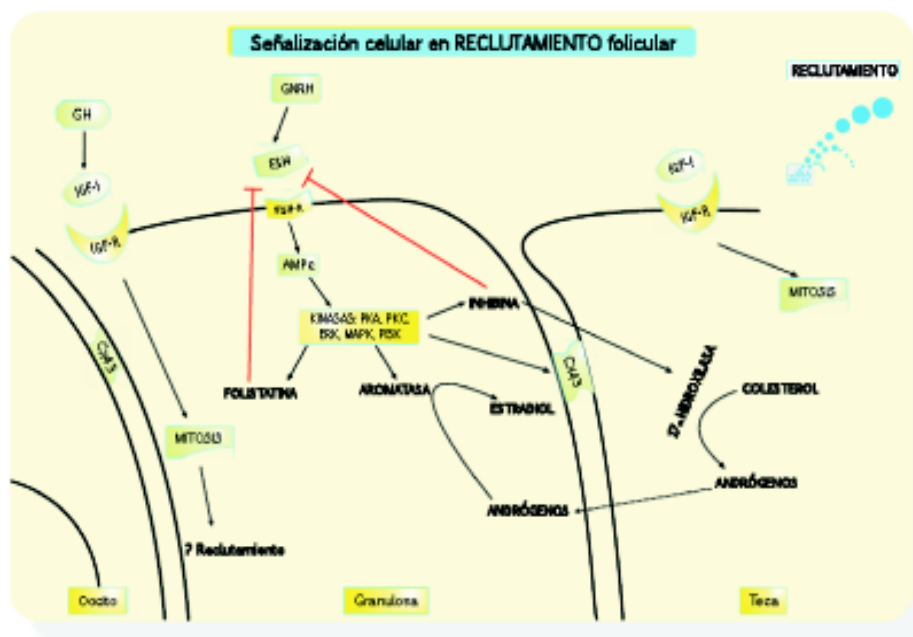 Señalización celular en RECLUTAMIENTO folicular
RECLUTAMIENTO
GNRH
GH
FSH
IGF-I
IGF-R
FSH-R
AMPc
IGF-I
IGF-R
MITOSIS
INHIBINA
KINASAS: PKA, PKC,
ERK, MAPK, PI3K
Cx43
Cx43
FOLISTATINA
AROMATASA
ESTRADIOL
17α HIDROXILASA
COLESTEROL
MITOSIS
ANDRÓGENOS
ANDRÓGENOS
? Reclutamiento
Oocito
Granulosa
Teca